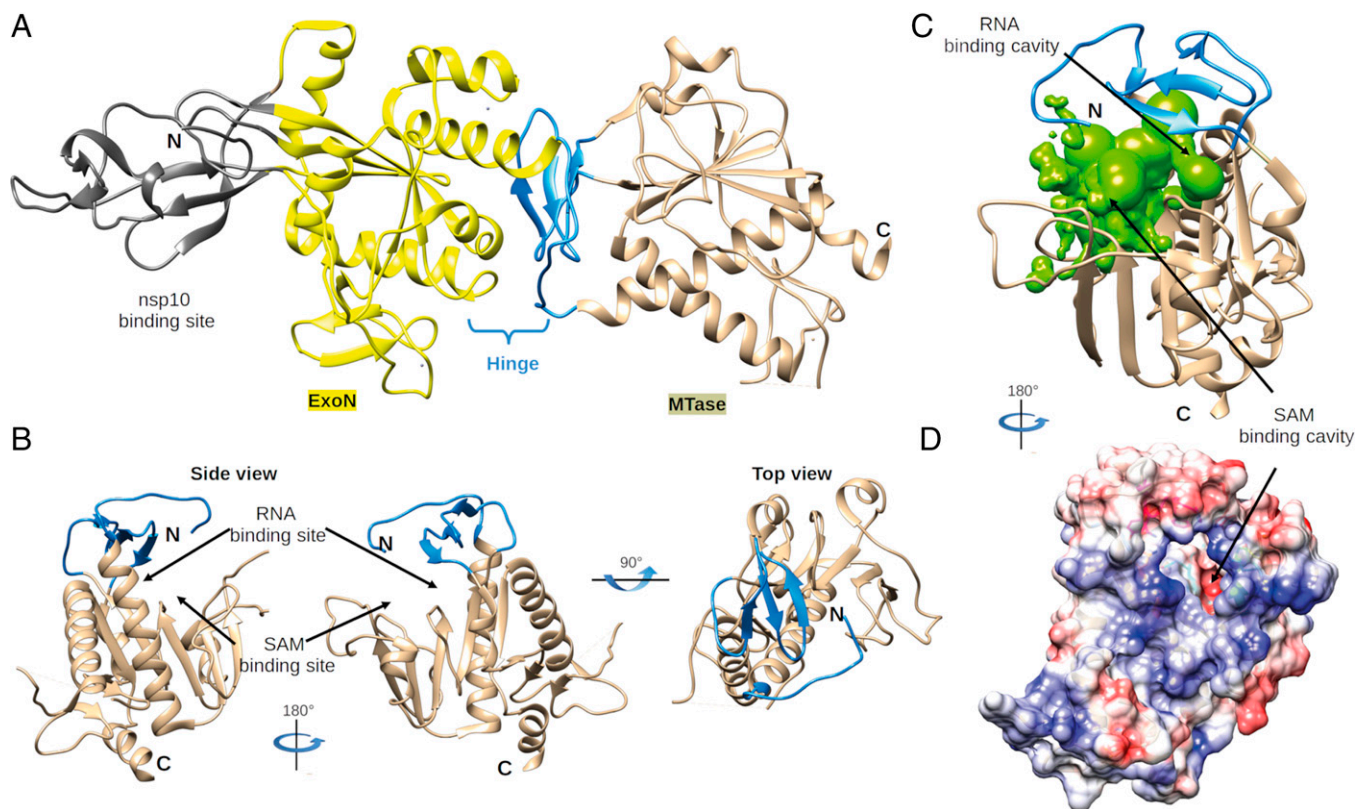 A
N
nsp10
binding site
ExoN
Hinge
MTase
C
B
Side view
N
RNA
binding site
N
SAM
binding site
C
180°
C
90°
Top view
N
C
RNA
binding cavity
N
C
180°
SAM
binding cavity
D